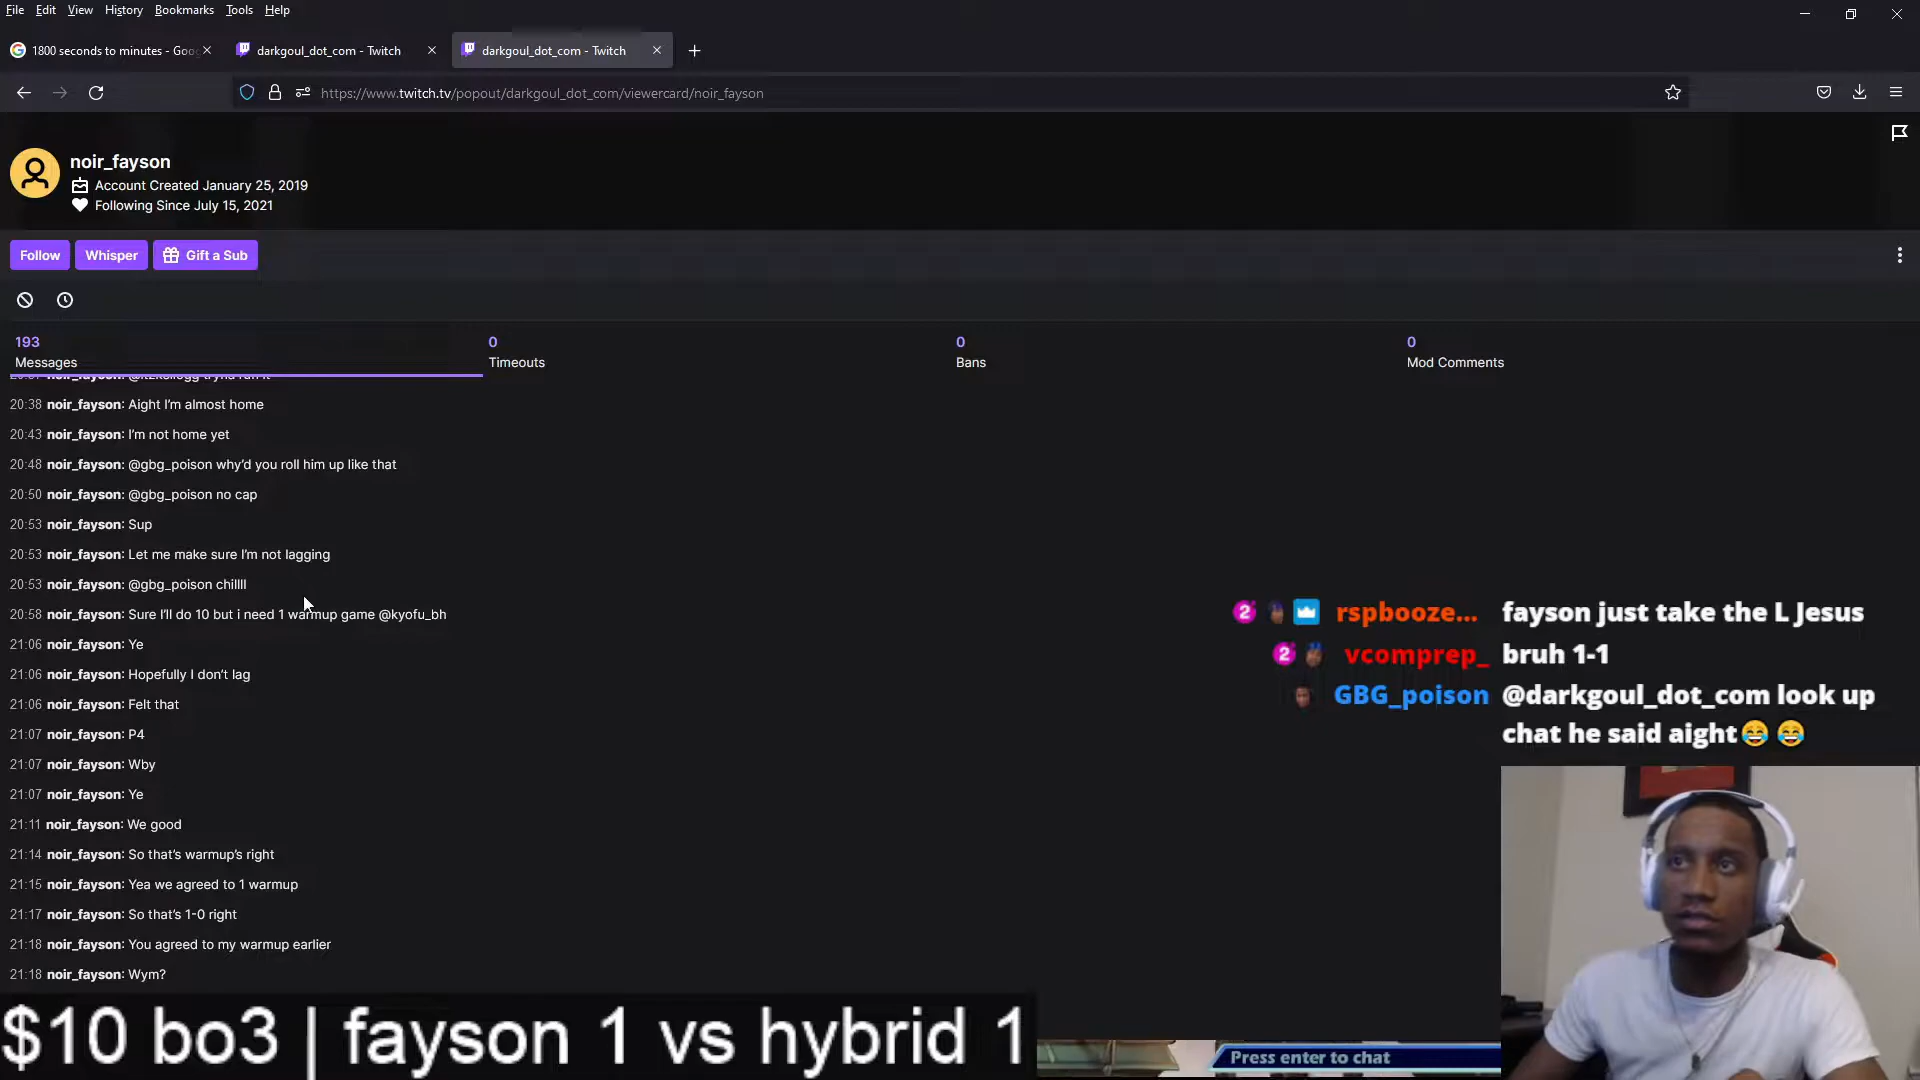 File Edit View History Bookmarks Tools Help
1800 seconds to minutes - Goo
darkgoul_dot_com - Twitch
darkgoul_dot_com - Twitch
https://www.twitch.tv/popout/darkgoul_dot_com/viewercard/noir_fayson
noir_fayson
Account Created January 25, 2019
Following Since July 15, 2021
Follow
Whisper
Gift a Sub
193
Messages
0
Timeouts
0
Bans
0
Mod Comments
20:38 noir_fayson: Aight I'm almost home
20:43 noir_fayson: I'm not home yet
20:48 noir_fayson: @gbg_poison why'd you roll him up like that
20:50 noir_fayson: @gbg_poison no cap
20:53 noir_fayson: Sup
20:53 noir_fayson: Let me make sure I'm not lagging
20:53 noir_fayson: @gbg_poison chillll
20:58 noir_fayson: Sure I'll do 10 but i need 1 warmup game @kyofu_bh
21:06 noir_fayson: Ye
21:06 noir_fayson: Hopefully I don't lag
21:06 noir_fayson: Felt that
21:07 noir_fayson: P4
21:07 noir_fayson: Wby
21:07 noir_fayson: Ye
21:11 noir_fayson: We good
21:14 noir_fayson: So that's warmup's right
21:15 noir_fayson: Yea we agreed to 1 warmup
21:17 noir_fayson: So that's 1-0 right
21:18 noir_fayson: You agreed to my warmup earlier
21:18 noir_fayson: Wym?
2 rspbooze... fayson just take the L Jesus
2 vcomprep_ bruh 1-1
GBG_poison @darkgoul_dot_com look up
chat he said aight😂 😂
$10 bo3 | fayson 1 vs hybrid 1
Press enter to chat